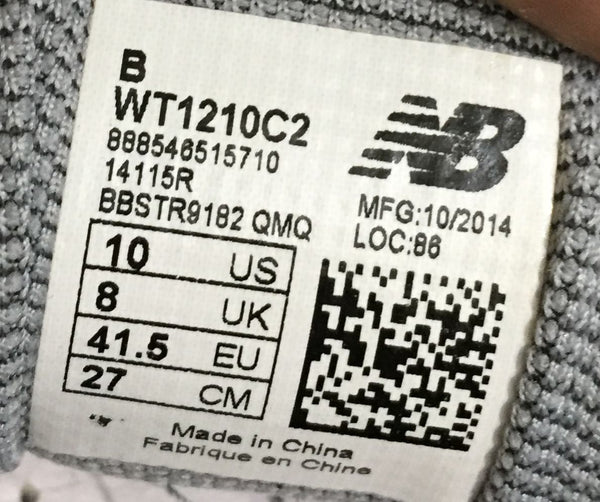 B
WT1210C2
888546515710
14115R
BBSTR9182 QMQ
NB
MFG:10/2014
LOC:86
10 US
8 UK
41.5 EU
27 CM
Made in China
Fabrique en Chine